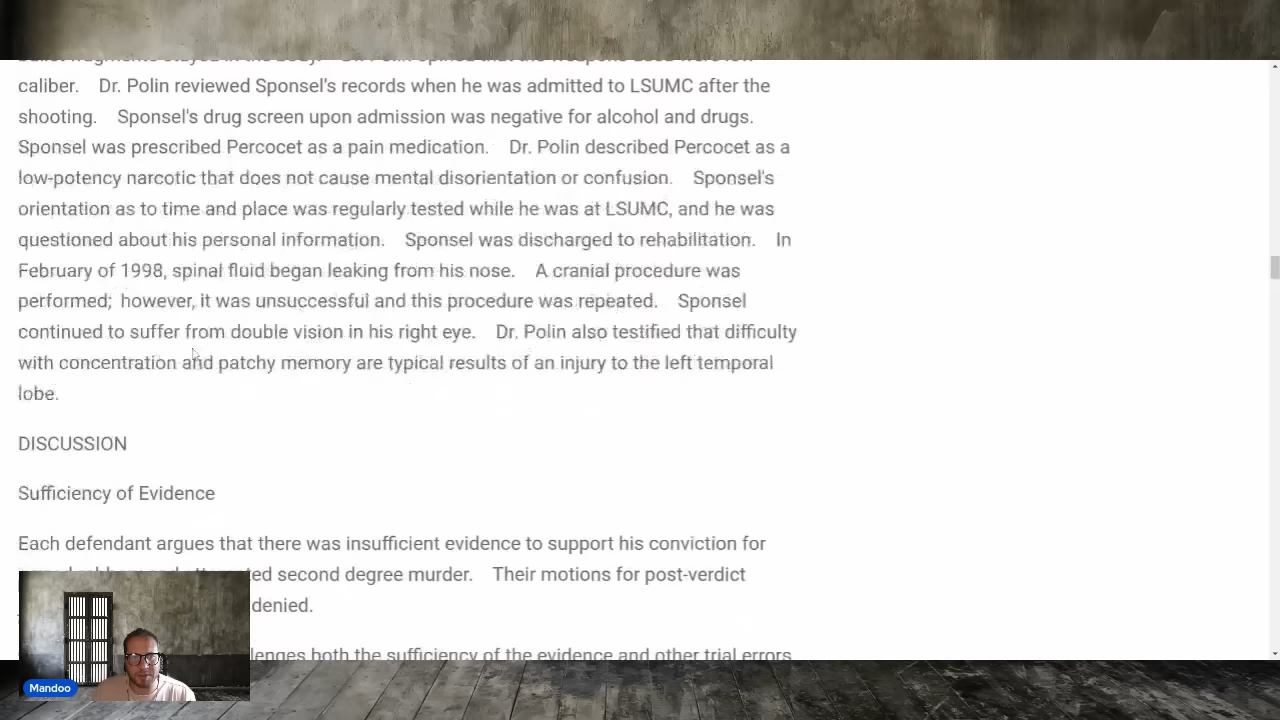 caliber. Dr. Polin reviewed Sponsel's records when he was admitted to LSUMC after the
shooting. Sponsel's drug screen upon admission was negative for alcohol and drugs.
Sponsel was prescribed Percocet as a pain medication. Dr. Polin described Percocet as a
low-potency narcotic that does not cause mental disorientation or confusion. Sponsel's
orientation as to time and place was regularly tested while he was at LSUMC, and he was
questioned about his personal information. Sponsel was discharged to rehabilitation. In
February of 1998, spinal fluid began leaking from his nose. A cranial procedure was
performed; however, it was unsuccessful and this procedure was repeated. Sponsel
continued to suffer from double vision in his right eye. Dr. Polin also testified that difficulty
with concentration and patchy memory are typical results of an injury to the left temporal
lobe.
DISCUSSION
Sufficiency of Evidence
Each defendant argues that there was insufficient evidence to support his conviction for
second degree murder. Their motions for post-verdict
denied.
both the sufficiency of the evidence and other trial errors
Mandoo